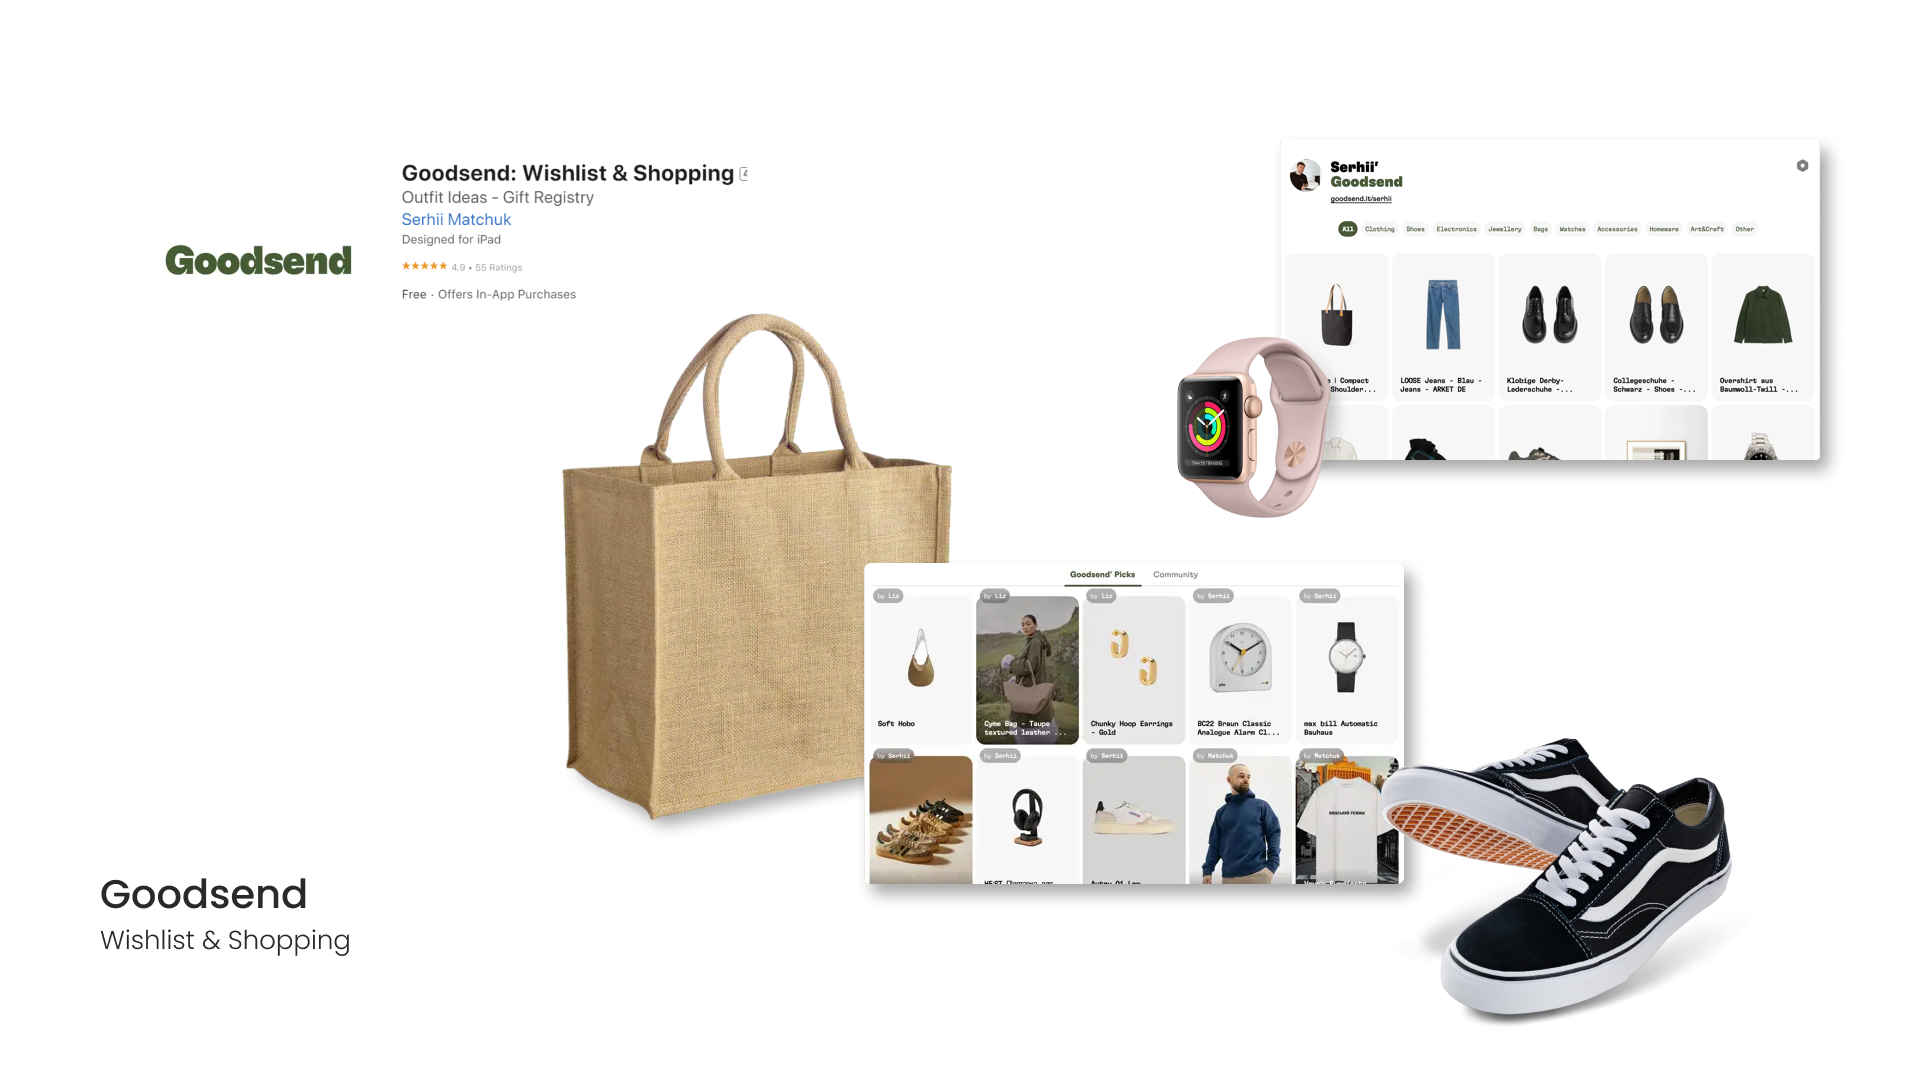 Goodsend
Goodsend: Wishlist & Shopping
Outfit Ideas - Gift Registry
Serhii Matchuk
Designed for iPad
4.9 • 55 Ratings
Free · Offers In-App Purchases
Serhii'
Goodsend
goodsend.it/serhii
All Clothing Shoes Electronics Jewellery Bags Watches Accessories Homeware Art&Craft Other
| Compact
Shoulder...
LOOSE Jeans - Blau -
Jeans - ARKET DE
Klobige Derby-
Lederschuhe -...
Collegeschuhe -
Schwarz - Shoes -...
Overshirt aus
Baumwoll-Twill -...
Goodsend' Picks Community
by Liz
by Liz
by Liz
by Serhii
by Serhii
Soft Hobo
Cyme Bag - Taupe
textured leather ...
Chunky Hoop Earrings
- Gold
BC22 Braun Classic
Analogue Alarm Cl...
max bill Automatic
Bauhaus
by Serhii
by Serhii
by Serhii
by Matchuk
by Matchuk
Goodsend
Wishlist & Shopping